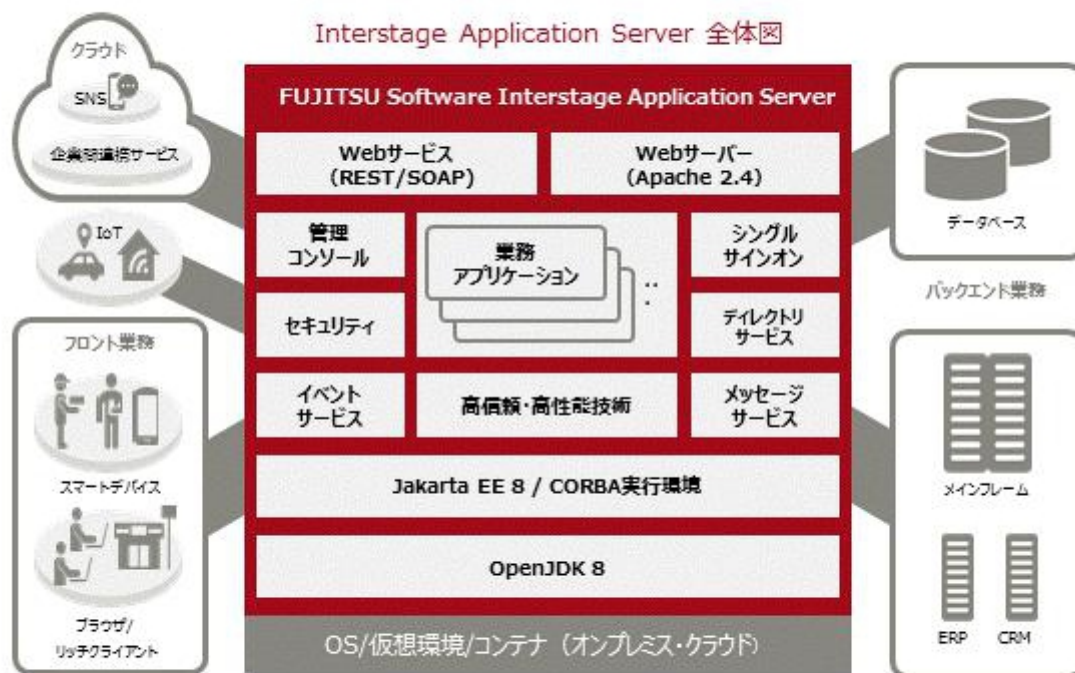 Interstage Application Server 全体図
クラウド
SNS
企業間連携サービス
IoT
フロント業務
スマートデバイス
ブラウザ/
リッチクライアント
FUJITSU Software Interstage Application Server
Webサービス
(REST/SOAP)
Webサーバー
(Apache 2.4)
管理
コンソール
業務
アプリケーション
‥
シングル
サインオン
セキュリティ
ディレクトリ
サービス
イベント
サービス
高信頼・高性能技術
メッセージ
サービス
Jakarta EE 8 / CORBA実行環境
OpenJDK 8
OS/仮想環境/コンテナ（オンプレミス・クラウド）
データベース
バックエンド業務
メインフレーム
ERP
CRM